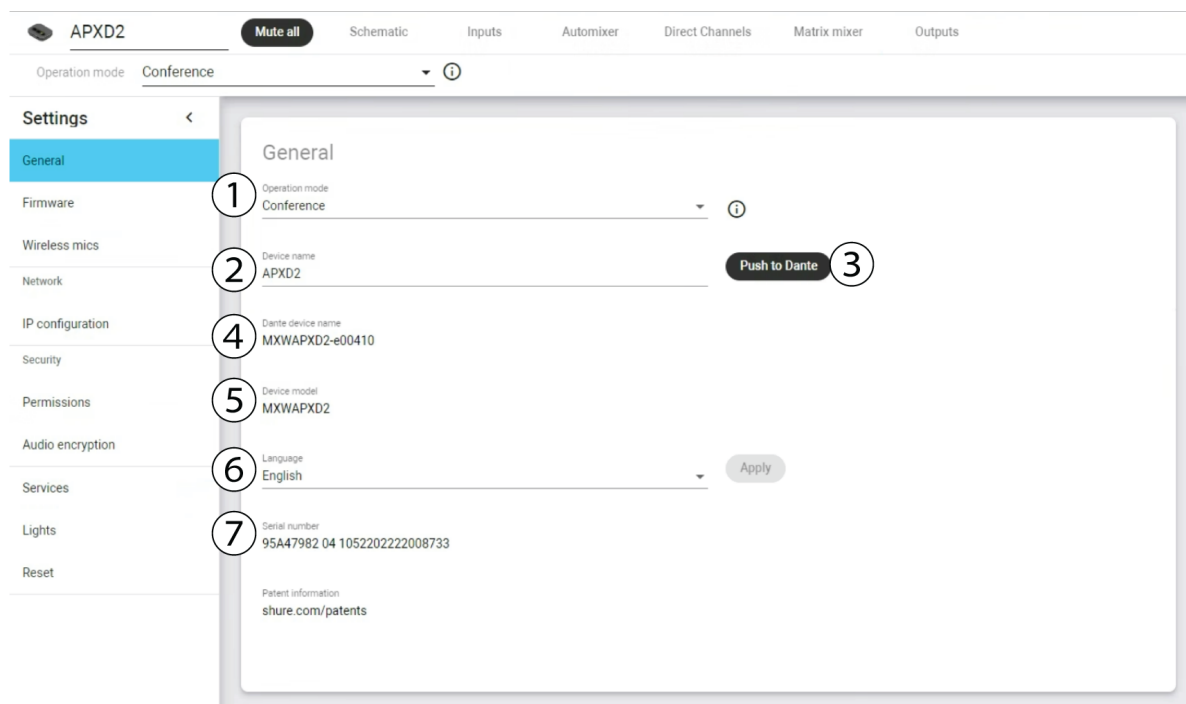 APXD2 Mute all Schematic Inputs Automixer Direct Channels Matrix mixer Outputs
Operation mode Conference
Settings
General
Firmware
Wireless mics
Network
IP configuration
Security
Permissions
Audio encryption
Services
Lights
Reset
General
1
Operation mode
Conference
2
Device name
APXD2
Push to Dante 3
4
Dante device name
MXWAPXD2-e00410
5
Device model
MXWAPXD2
6
Language
English
Apply
7
Serial number
95A47982 04 1052202222008733
Patent information
shure.com/patents